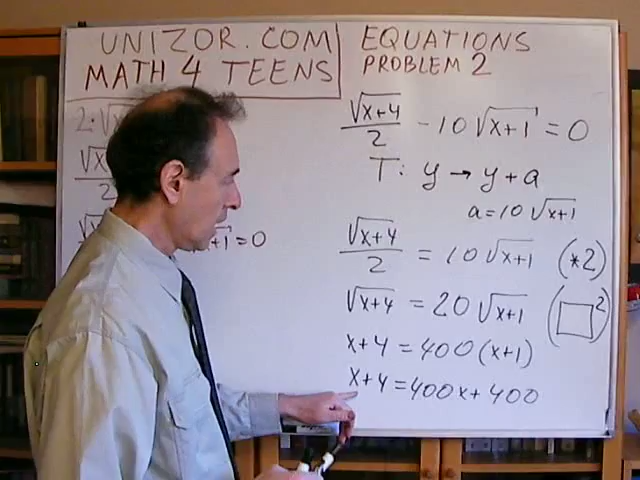 UNIZOR.COM
MATH 4 TEENS
EQUATIONS
PROBLEM 2
√x+4/2 - 10√x+1 = 0
T: y → y + a
a = 10√x+1
√x+4/2 = 10√x+1 (*2)
√x+4 = 20√x+1 (□)²
x+4 = 400(x+1)
x+4 = 400x + 400